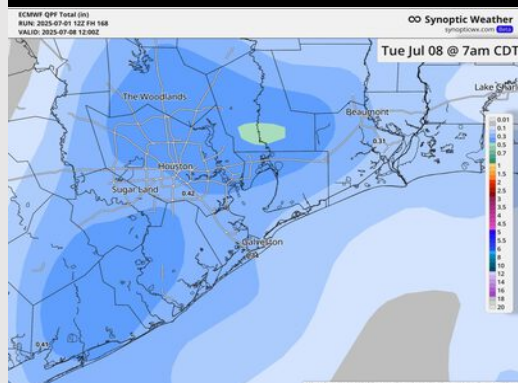 ECMWF QPF Total (in)
RUN: 2025-07-01 12Z FH 168
VALID: 2025-07-08 12:00Z
Synoptic Weather
synopticwx.com Beta
Tue Jul 08 @ 7am CDT
Lake Char
The Woodlands
Beaumont
0.31
Houston
Sugar Land
0.42
Galveston
0.01
0.1
0.3
0.5
0.7
1
1.5
2
2.5
3
3.5
4
4.5
5
5.5
6
8
10
12
14
16
18
20